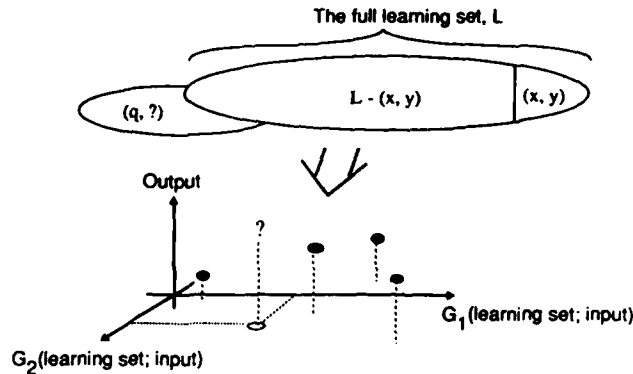 The full learning set, L
(q, ?)
L - (x, y)
(x, y)
Output
?
G1(learning set; input)
G2(learning set; input)